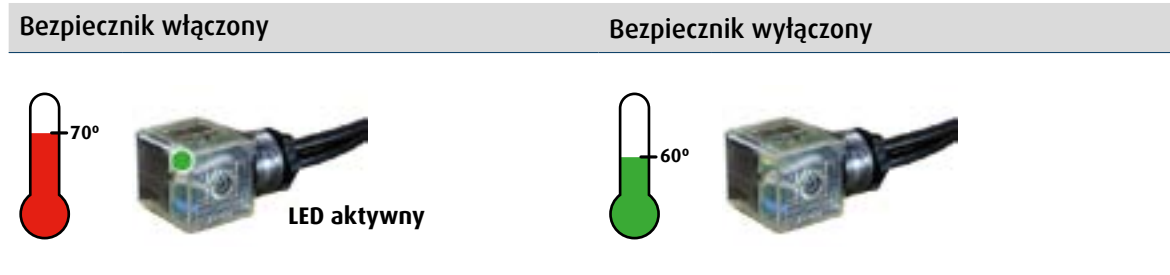 Bezpiecznik włączony
Bezpiecznik wyłączony
70º
LED aktywny
60º